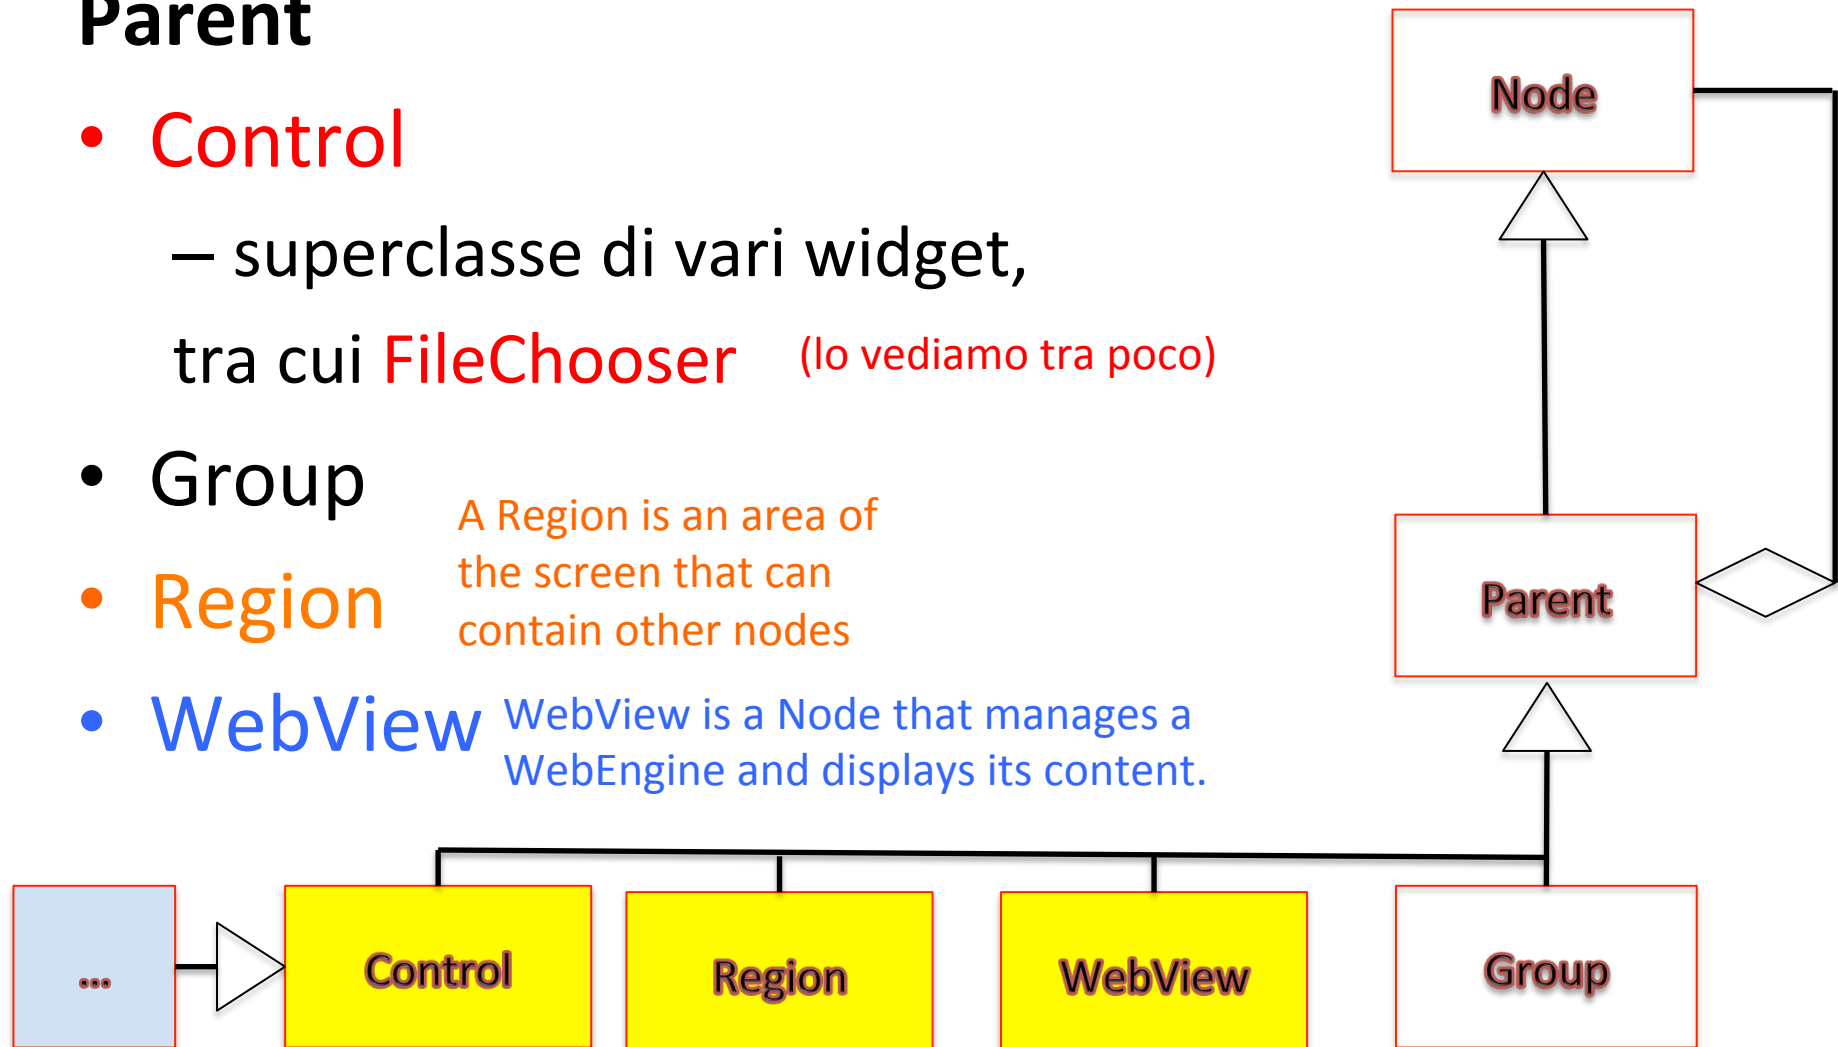 Parent
• Control
– superclasse di vari widget,
tra cui FileChooser (lo vediamo tra poco)
• Group
• Region
A Region is an area of
the screen that can
contain other nodes
• WebView
WebView is a Node that manages a
WebEngine and displays its content.
Node
Parent
...
Control
Region
WebView
Group